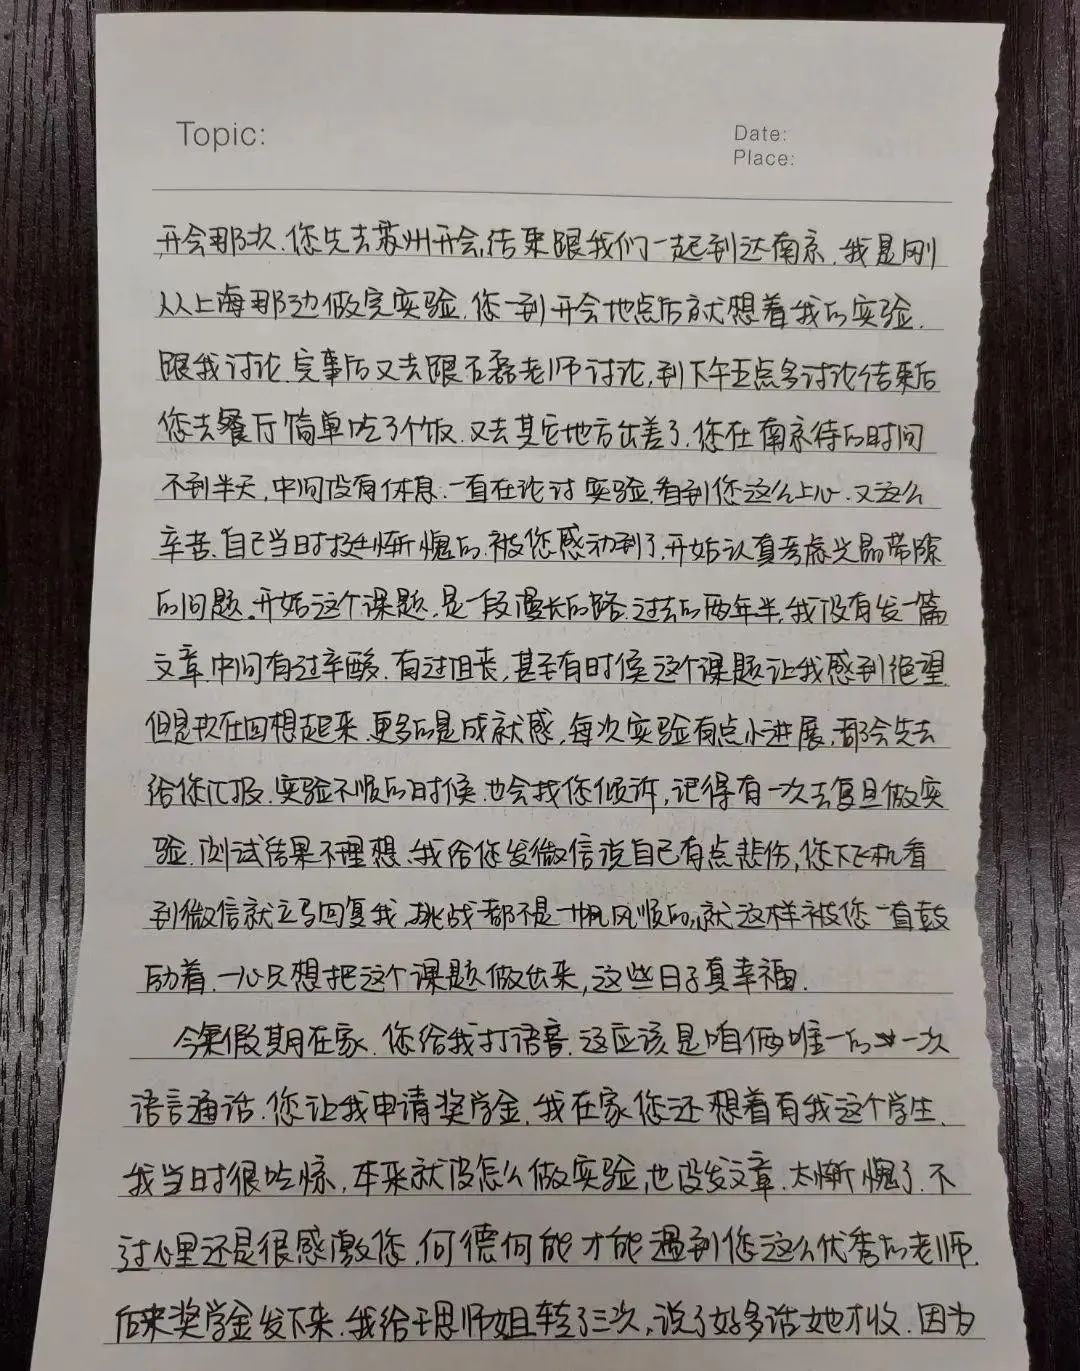 Topic:
Date:
Place:
开会那次.您先去苏州开会,结束跟我们一起到达南京.我是刚
从上海那边做完实验.您一到开会地点后就想着我的实验.
跟我讨论.完事后又去跟石磊老师讨论,到下午五点多讨论结束后
您去餐厅简单吃了个饭.又去其它地方出差了.您在南京待的时间
不到半天,中间没有休息.一直在论讨实验.看到您这么上心.又这么
辛苦.自己当时挺惭愧的.被您感动到了.开始认真考虑光晶带隙
的问题.开始这个课题.是一段漫长的路.过去的两年半.我没有发一篇
文章.中间有过辛酸.有过沮丧,甚至有时候这个课题让我感到绝望.
但是现在回想起来.更多的是成就感.每次实验有点小进展.都会先去
给您汇报.实验不顺的时候.也会找您倾诉,记得有一次去复旦做实
验.测试结果不理想.我给您发微信说自己有点悲伤,您下飞机看
到微信就立马回复我,挑战都不是一帆风顺的,就这样被您一直鼓
励着.一心只想把这个课题做出来,这些日子真幸福.
今暑假期在家.您给我打语音.这应该是咱俩唯一的一次
语言通话.您让我申请奖学金.我在家您还想着有我这个学生.
我当时很吃惊,本来就没怎么做实验,也没发文章.太惭愧了.不
过心里还是很感激您.何德何能才能遇到您这么优秀的老师.
后来奖学金发下来.我给王思师姐转了三次,说了好多话她才收.因为